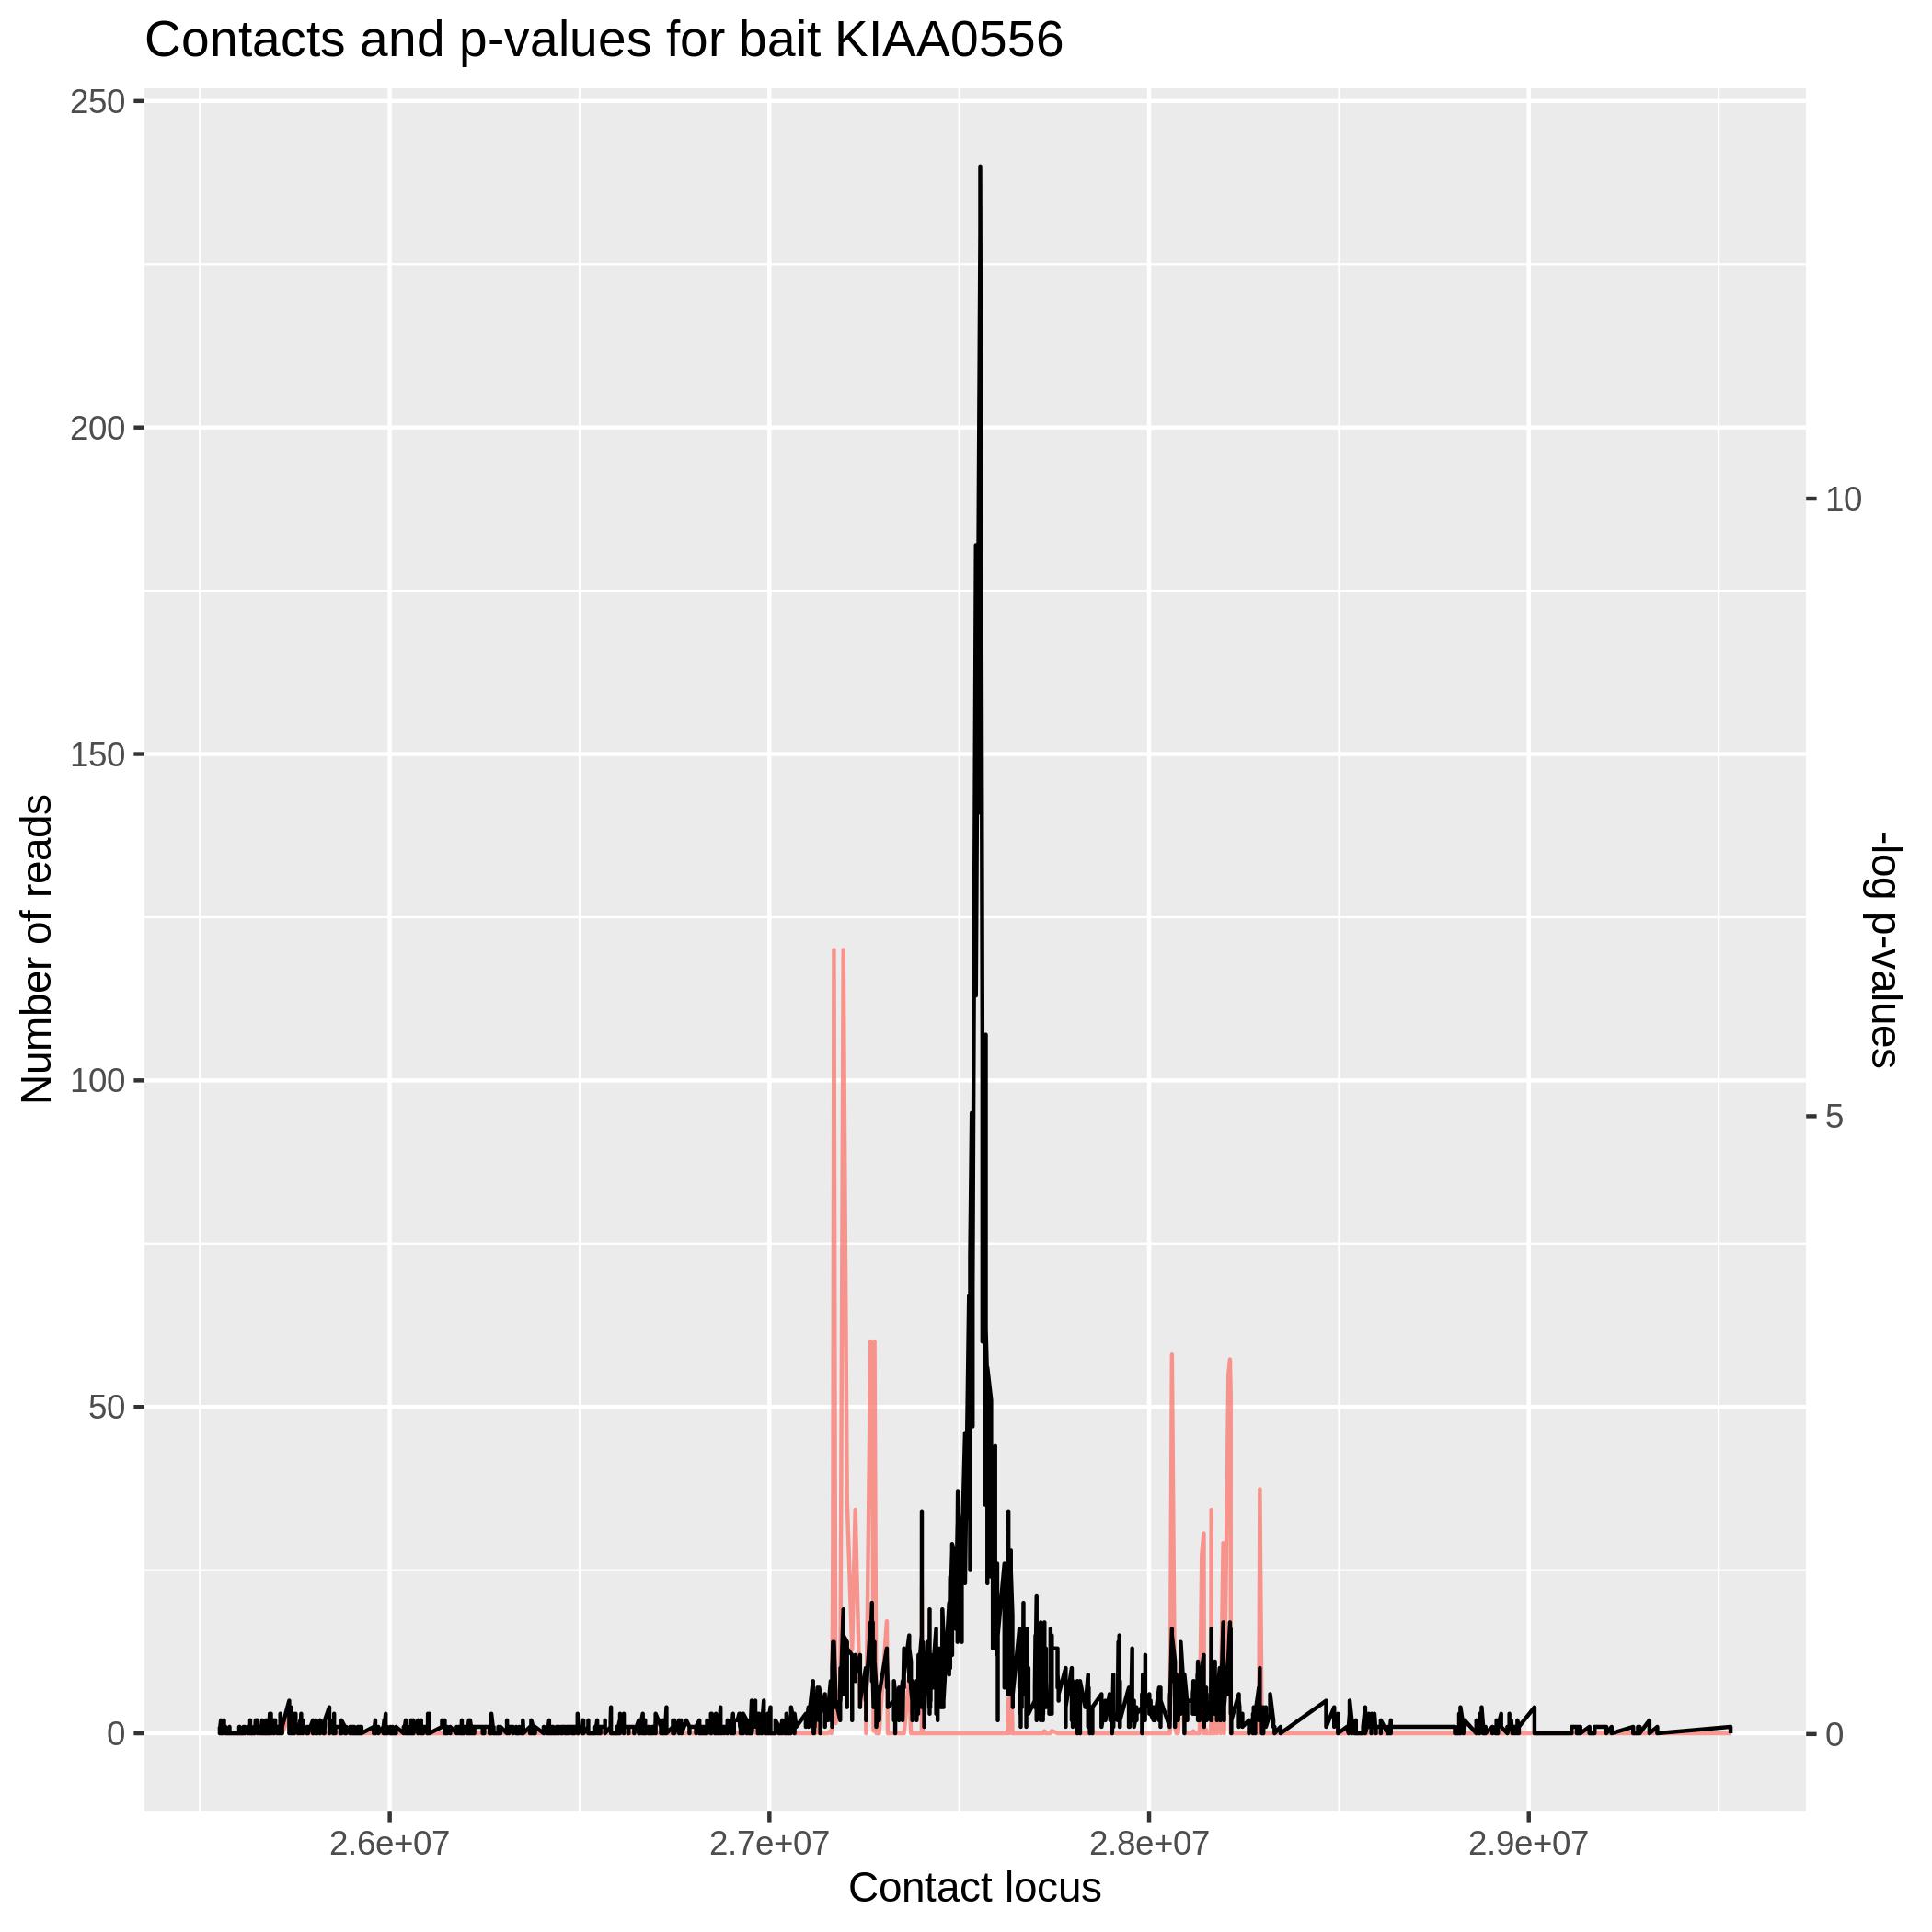 Contacts and p-values for bait KIAA0556
250
200
150
100
50
0
Number of reads
10
5
0
-log p-values
2.6e+07 2.7e+07 2.8e+07 2.9e+07
Contact locus